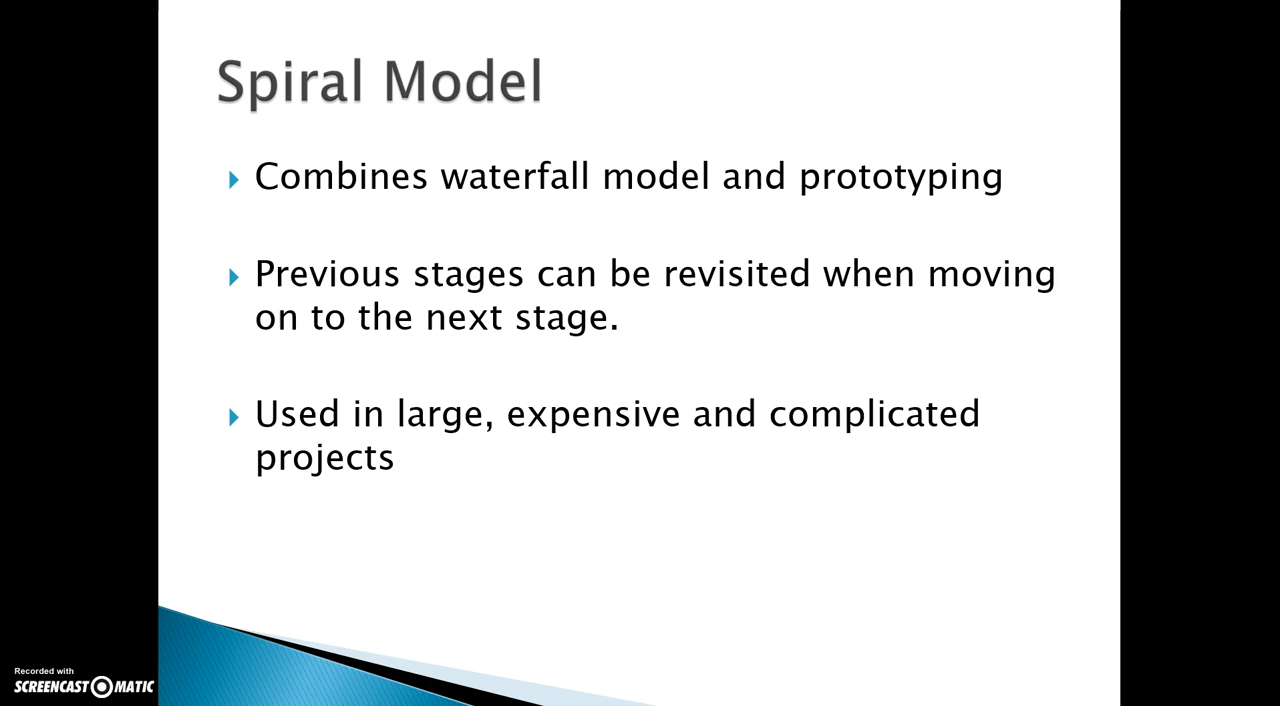 Spiral Model
Combines waterfall model and prototyping
Previous stages can be revisited when moving
on to the next stage.
Used in large, expensive and complicated
projects
Recorded with
SCREENCAST MATIC